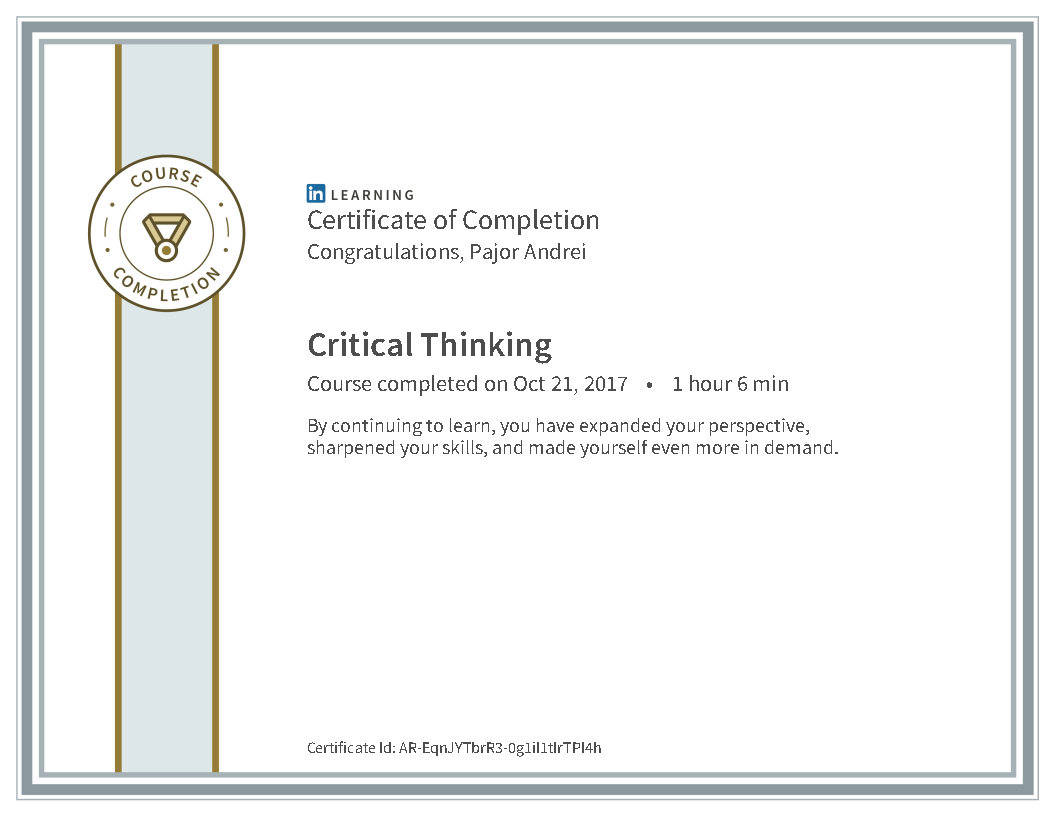 COURSE
COMPLETION
in LEARNING
Certificate of Completion
Congratulations, Pajor Andrei
Critical Thinking
Course completed on Oct 21, 2017 • 1 hour 6 min
By continuing to learn, you have expanded your perspective,
sharpened your skills, and made yourself even more in demand.
Certificate Id: AR-EqnJYTbrR3-0g1il1tlrTPl4h